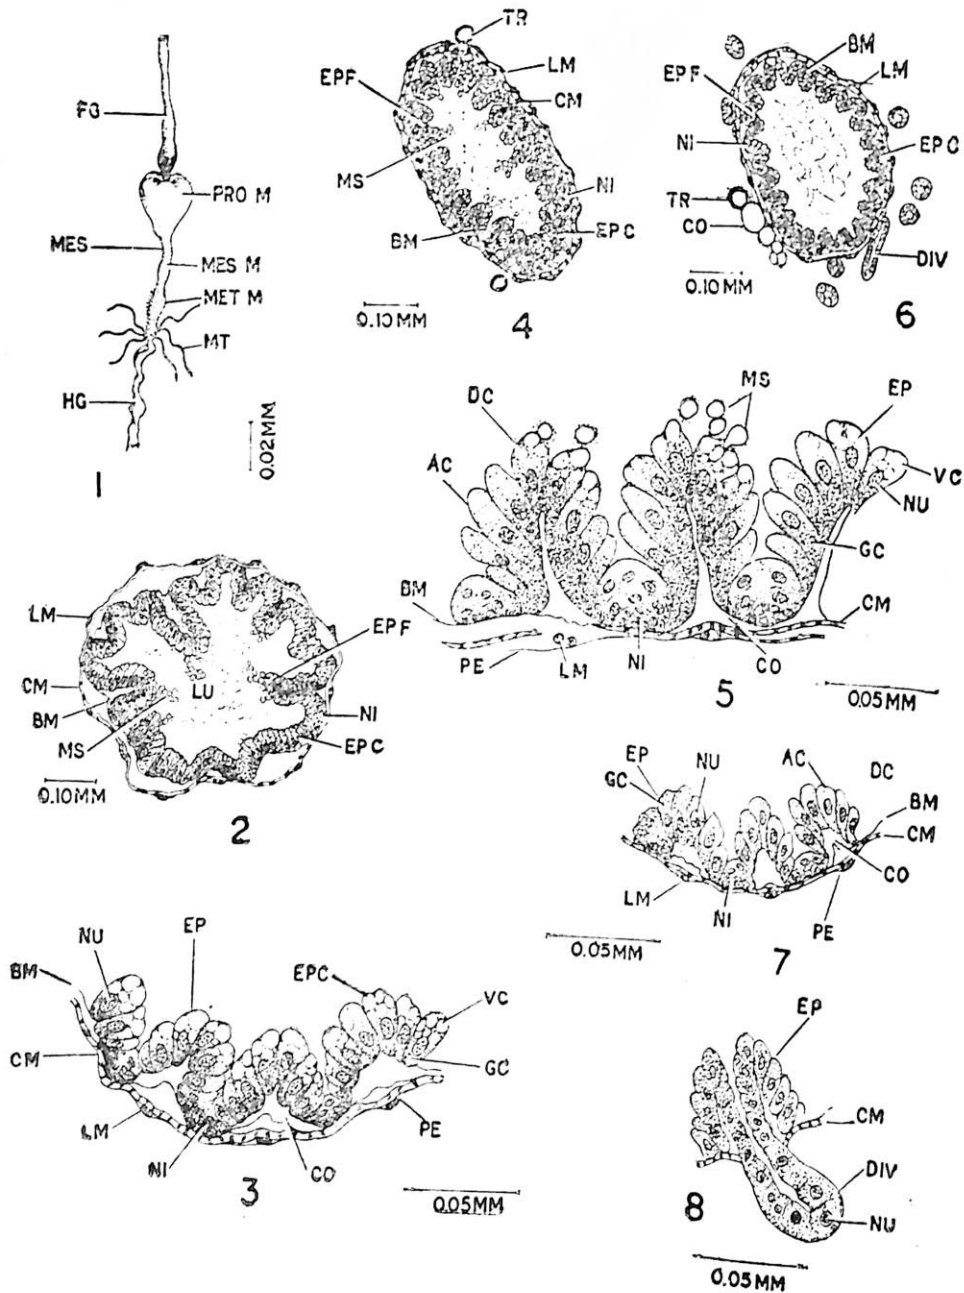 FG
PRO M
MES
MES M
MET M
MT
HG
0.02MM
1
TR
LM
EPF
CM
MS
NI
BM
EPC
0.10MM
4
BM
LM
EPF
EPC
NI
TR
CO
DIV
0.10MM
6
MS
DC
EP
AC
VC
NU
GC
BM
CM
PE
LM
NI
CO
5
0.05MM
LM
EPF
CM
LU
BM
NI
MS
EPC
0.10MM
2
EP
NU
AC
DC
GC
BM
CM
CO
LM
NI
PE
0.05MM
7
NU
EP
BM
EPC
VC
CM
GC
LM
PE
NI
CO
3
0.05MM
EP
CM
DIV
8
NU
0.05MM